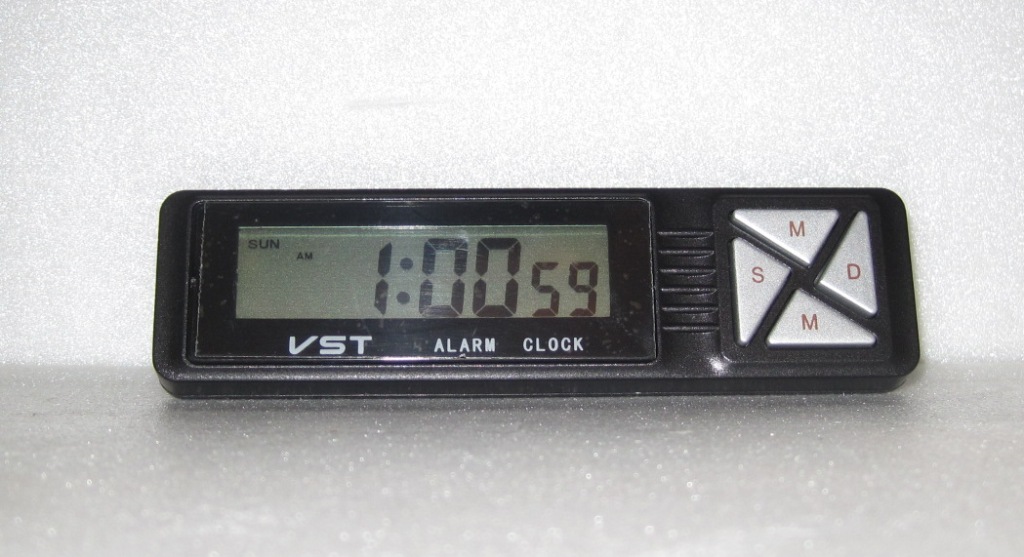 SUN
AM
1:00 59
VST ALARM CLOCK
M
S D
M